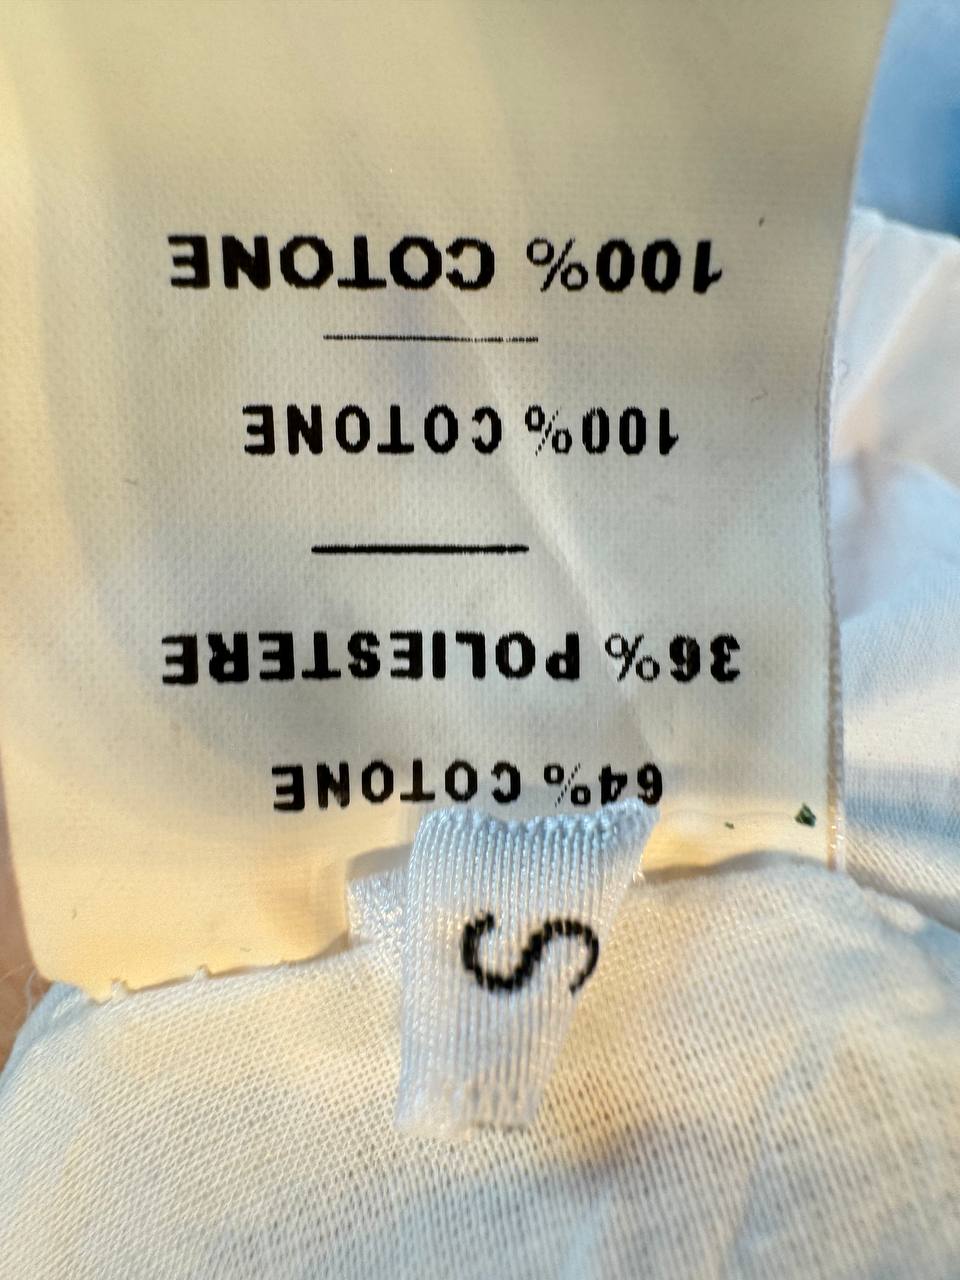 64% COTONE
36% POLIESTERE
100% COTONE
100% COTONE
S